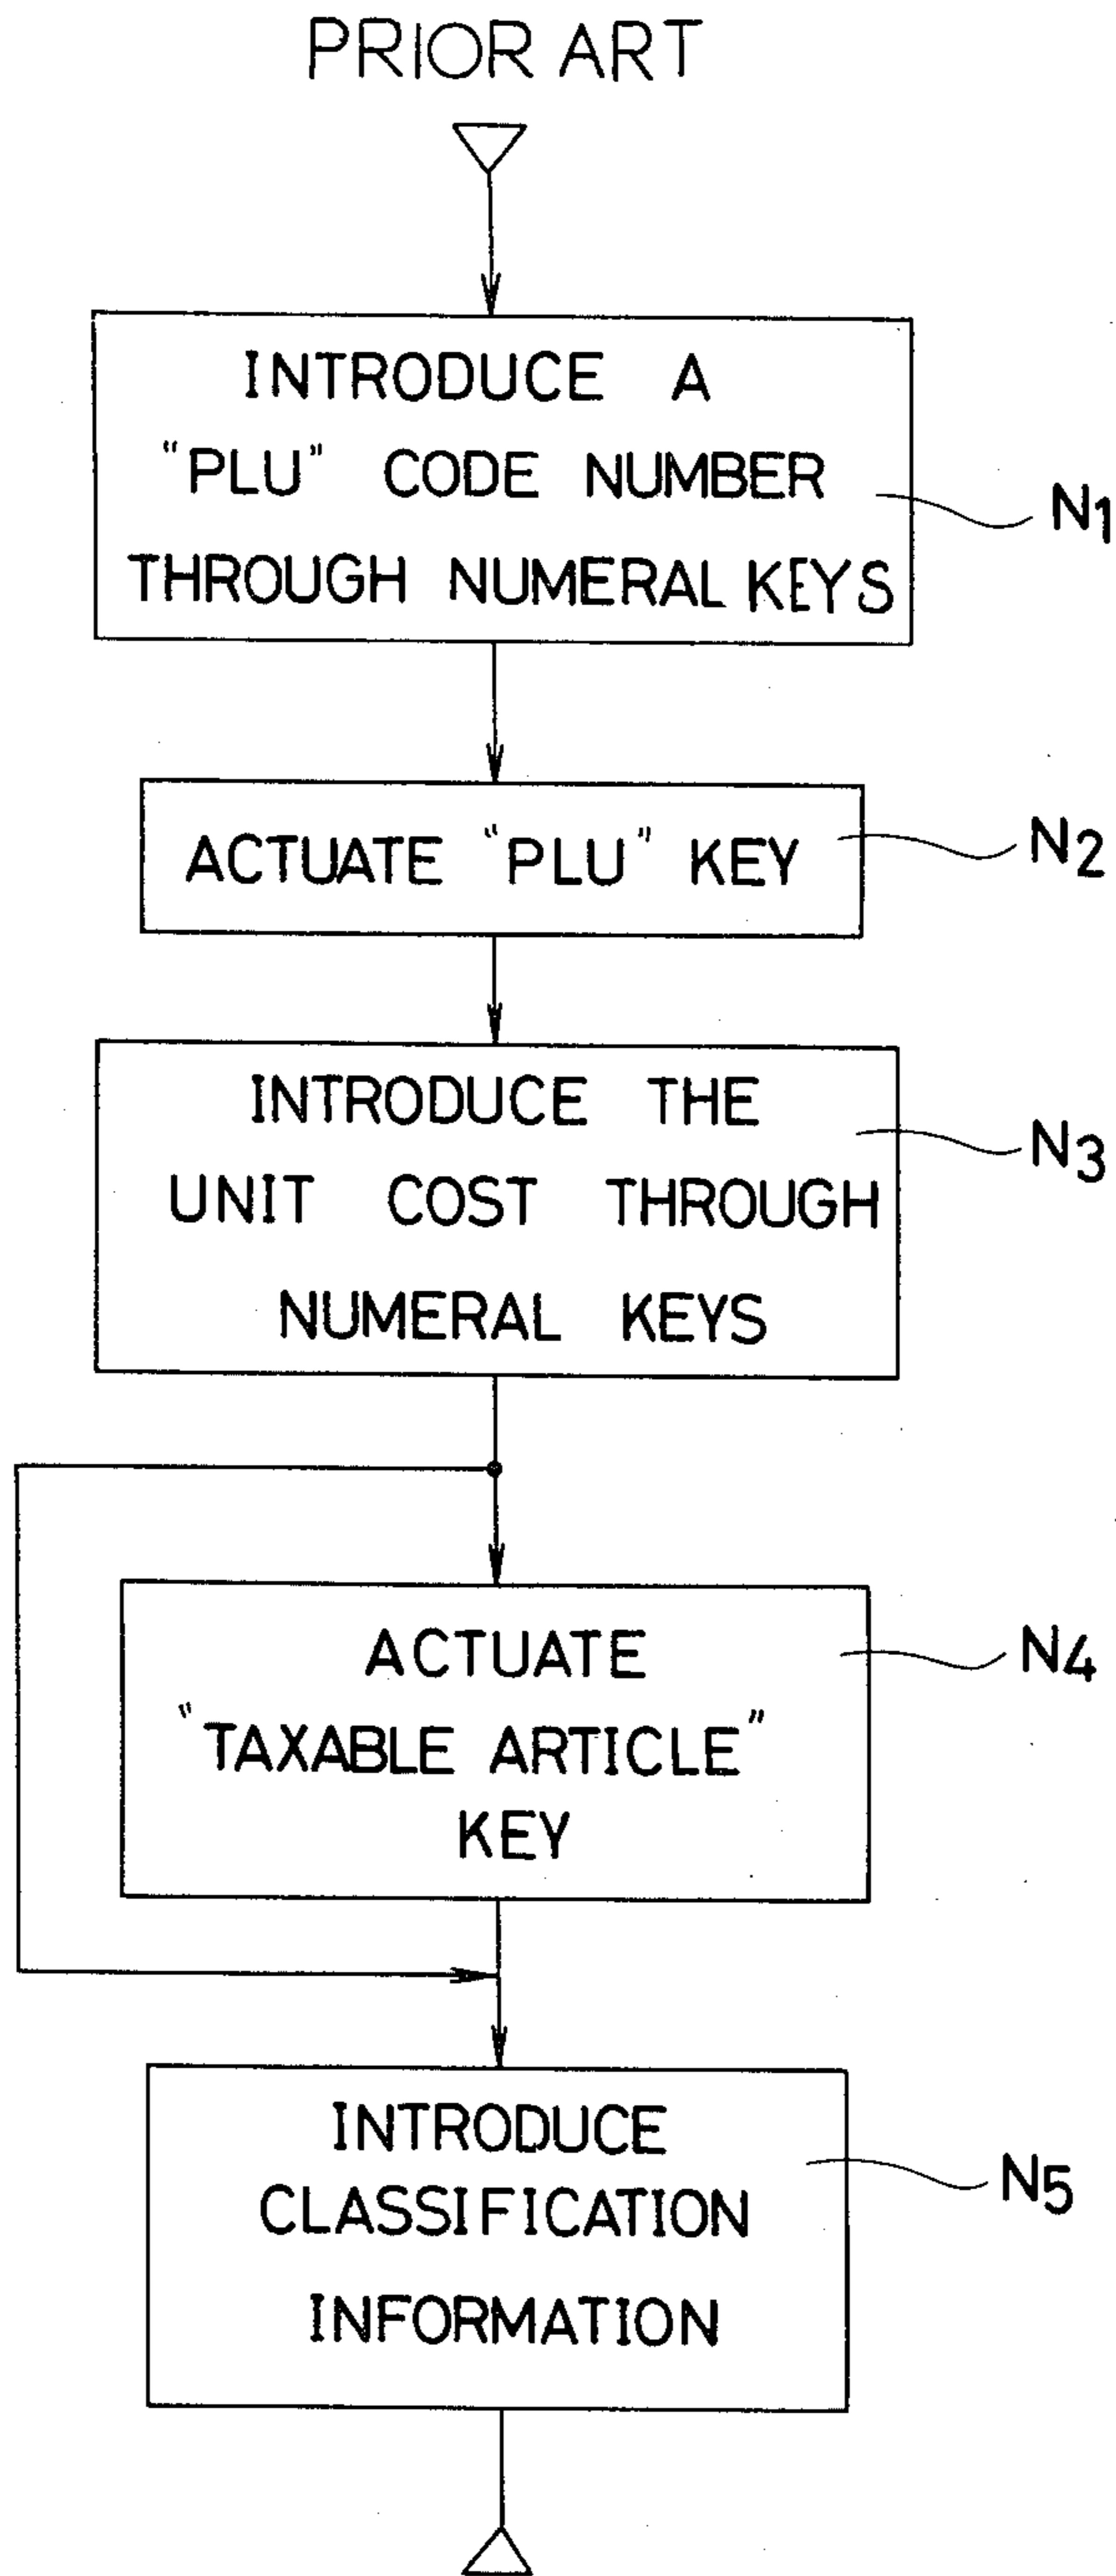 PRIOR ART
INTRODUCE A
"PLU" CODE NUMBER
THROUGH NUMERAL KEYS
N1
ACTUATE "PLU" KEY
N2
INTRODUCE THE
UNIT COST THROUGH
NUMERAL KEYS
N3
ACTUATE
"TAXABLE ARTICLE"
KEY
N4
INTRODUCE
CLASSIFICATION
INFORMATION
N5